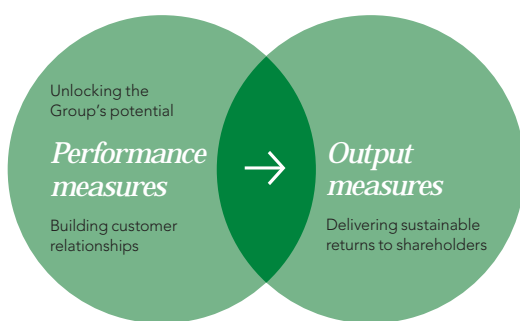 Unlocking the
Group’s potential
Performance
measures
Building customer
relationships
Output
measures
Delivering sustainable
returns to shareholders